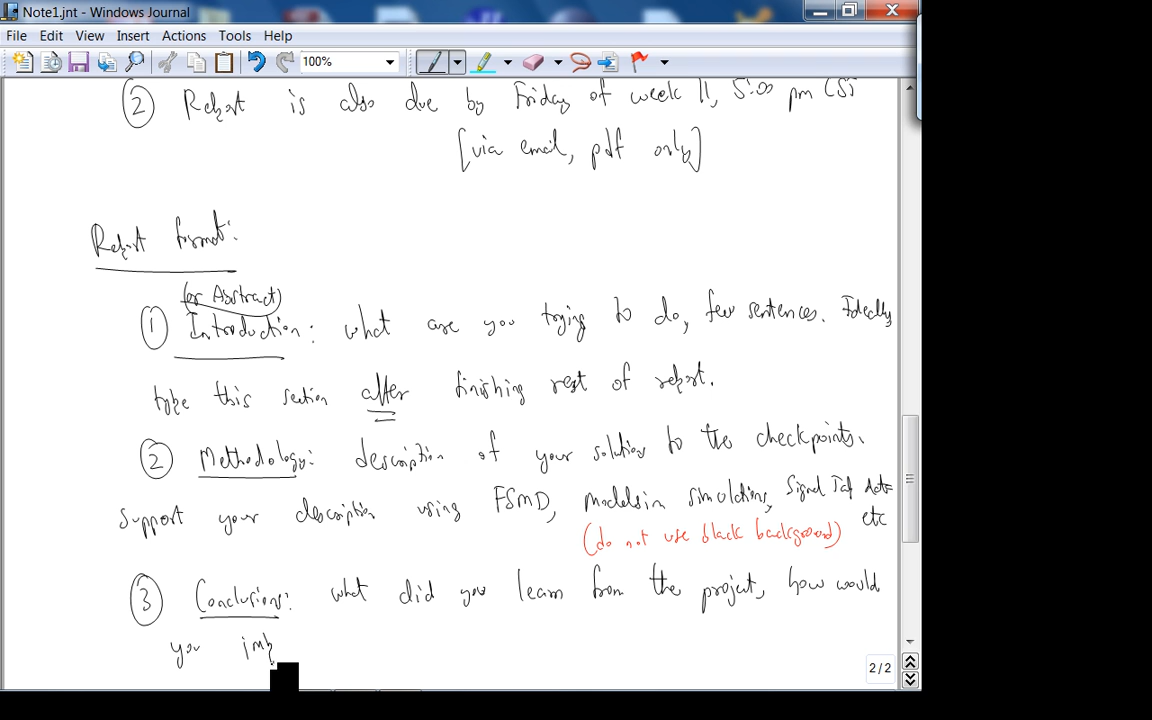 Note1.jnt - Windows Journal
File Edit View Insert Actions Tools Help
100%
② Report is also due by Friday of week 11, 5:00 pm CST
[via email, pdf only]
Report format:
(or Abstract)
① Introduction: what are you trying to do, few sentences. Ideally
type this section after finishing rest of report.
② Methodology: description of your solution to the checkpoints.
Support your description using FSMD, modelsim simulations, Signal Tap data
etc
(do not use black background)
③ Conclusions: what did you learn from the project, how would
you imp
2/2